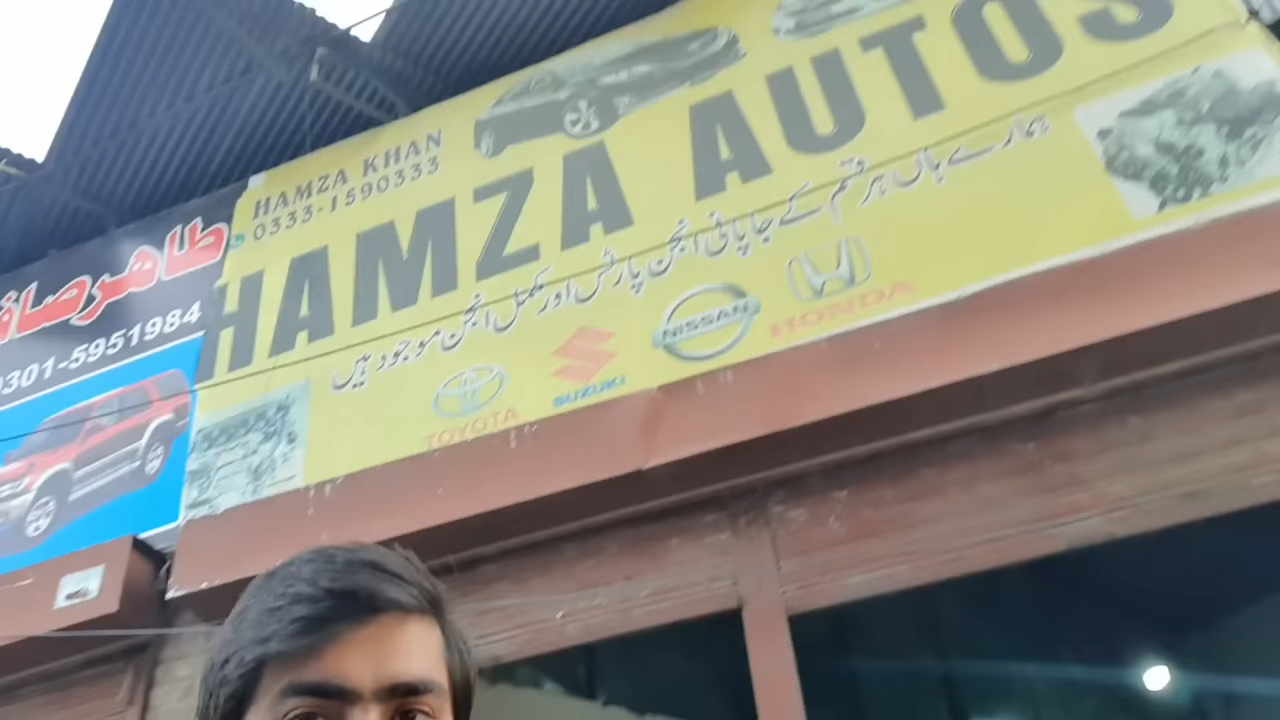 HAMZA KHAN
0333-1590333
HAMZA AUTOS
ہمارے ہاں ہر قسم کے جاپانی انجن پارٹس اور مکمل انجن موجود ہیں
TOYOTA
SUZUKI
NISSAN
HONDA
طاہر
0301-5951984